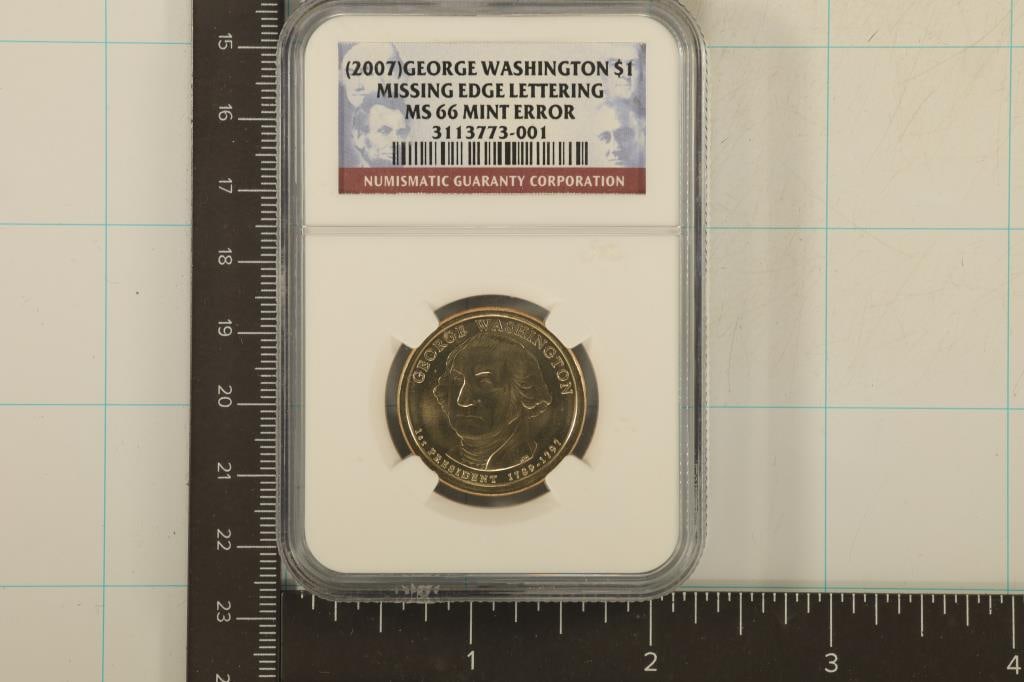 (2007)GEORGE WASHINGTON $1
MISSING EDGE LETTERING
MS 66 MINT ERROR
3113773-001
NUMISMATIC GUARANTY CORPORATION
GEORGE WASHINGTON
1st PRESIDENT 1789-1797
15
16
17
18
19
20
21
22
23
1
2
3
4